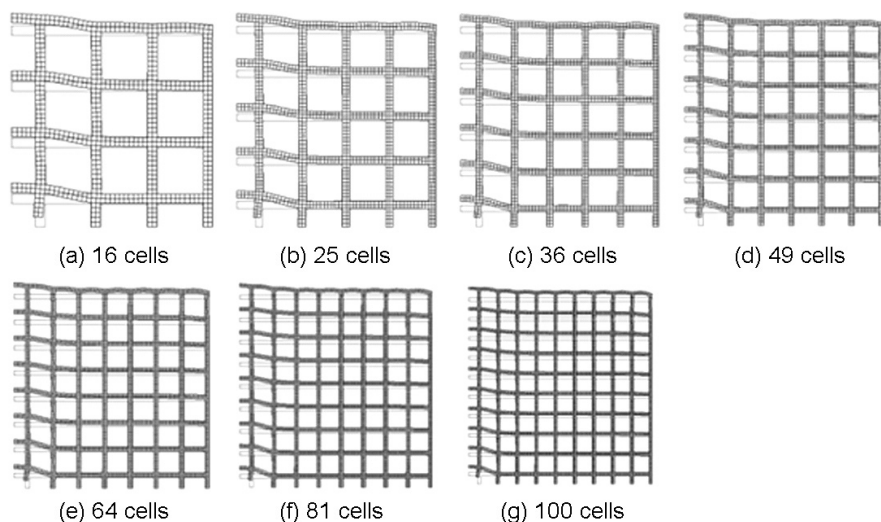 (a) 16 cells
(b) 25 cells
(c) 36 cells
(d) 49 cells
(e) 64 cells
(f) 81 cells
(g) 100 cells